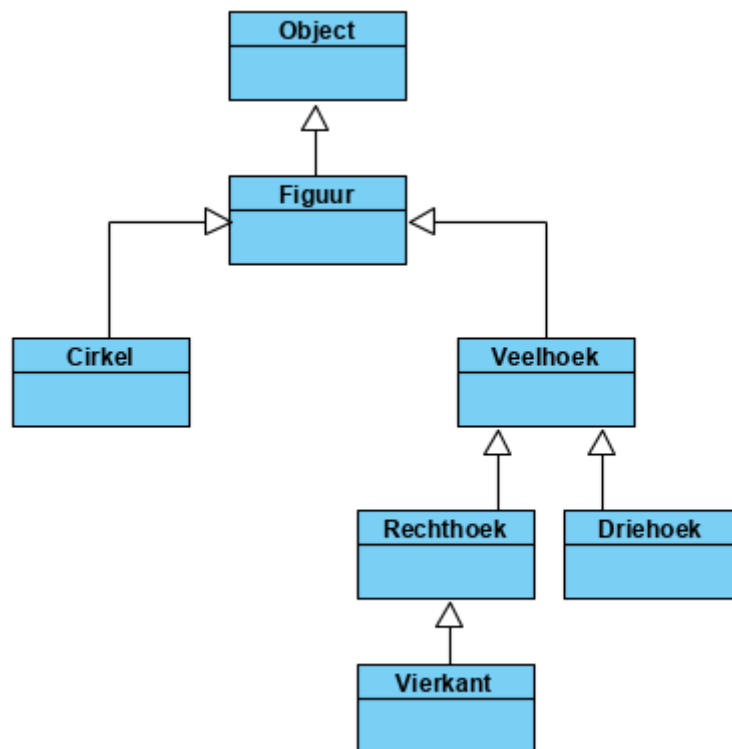 Object
Figuur
Cirkel
Veelhoek
Rechthoek
Driehoek
Vierkant